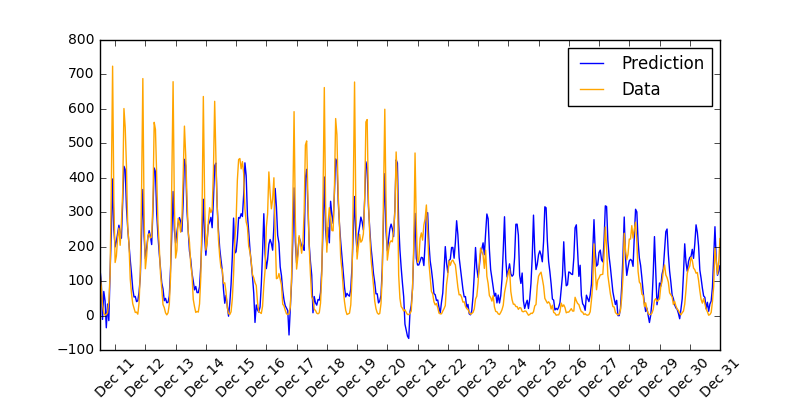 800
700
600
500
400
300
200
100
0
−100
Prediction
Data
Dec 11
Dec 12
Dec 13
Dec 14
Dec 15
Dec 16
Dec 17
Dec 18
Dec 19
Dec 20
Dec 21
Dec 22
Dec 23
Dec 24
Dec 25
Dec 26
Dec 27
Dec 28
Dec 29
Dec 30
Dec 31